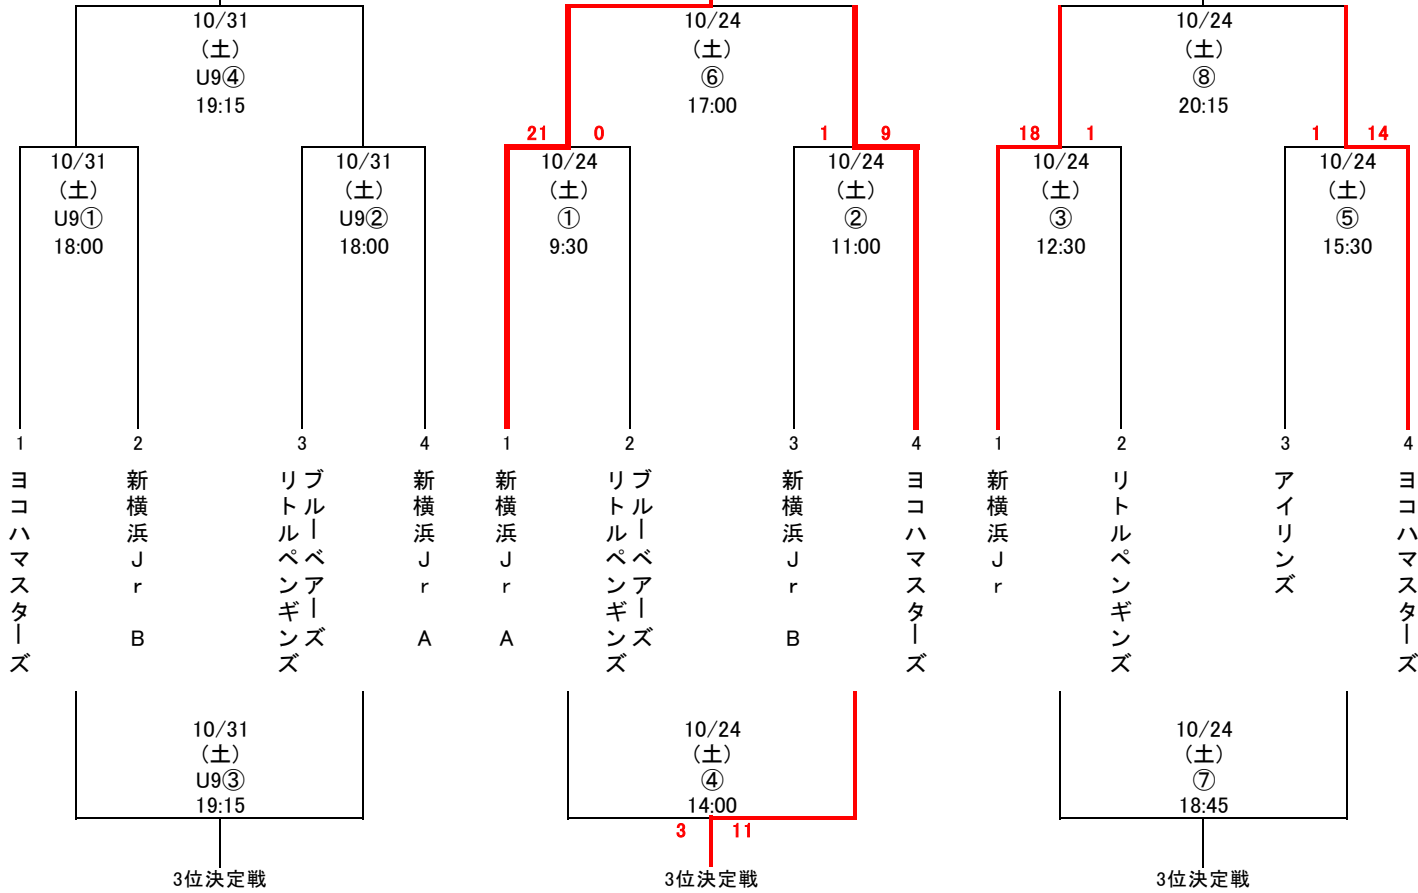 10/31
（土）
U9④
19:15
10/24
（土）
⑥
17:00
10/24
（土）
⑧
20:15
21 0
1 9
18 1
1 14
10/31
（土）
U9①
18:00
10/31
（土）
U9②
18:00
10/24
（土）
①
9:30
10/24
（土）
②
11:00
10/24
（土）
③
12:30
10/24
（土）
⑤
15:30
1
ヨコハマスターズ
2
新横浜Jr B
3
ブルーベアーズ
リトルペンギンズ
4
新横浜Jr A
1
新横浜Jr A
2
ブルーベアーズ
リトルペンギンズ
3
新横浜Jr B
4
ヨコハマスターズ
1
新横浜Jr
2
リトルペンギンズ
3
アイリンズ
4
ヨコハマスターズ
10/31
（土）
U9③
19:15
3位決定戦
10/24
（土）
④
14:00
3 11
3位決定戦
10/24
（土）
⑦
18:45
3位決定戦